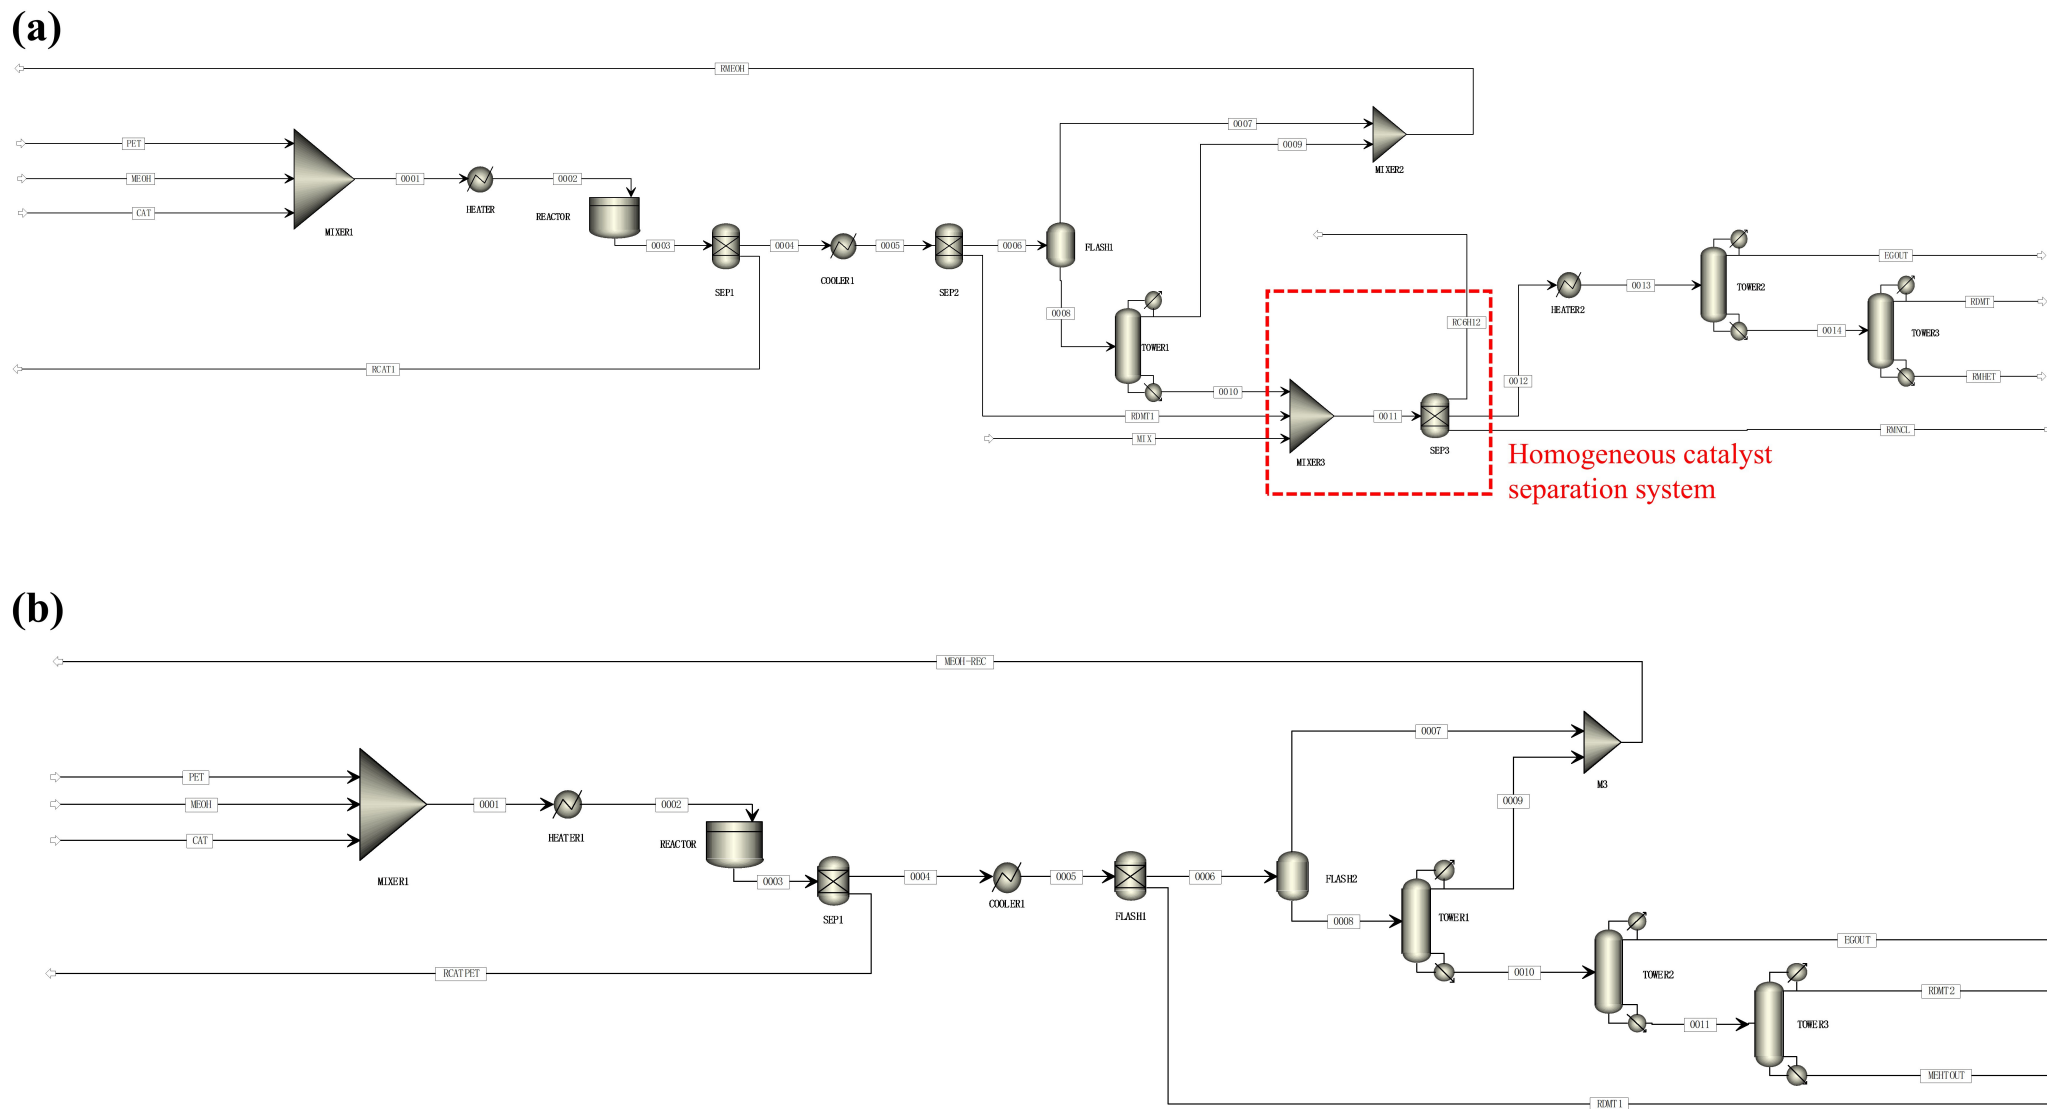 (a)
RMEOH
0007
PET
0009
MIXER2
MEOH
0001
0002
HEATER
CAT
REACTOR
MIXER1
0003
0004
0005
0006
FLASH1
EGOUT
SEP1
COOLER1
SEP2
0013
TOWER2
RDMT
HEATER2
0008
RC6H12
0014
TOWER3
TOWER1
RCAT1
RMHET
0012
0010
RDMT1
0011
MIX
RMNCL
MIXER3
SEP3
Homogeneous catalyst
separation system
(b)
MEOH-REC
0007
PET
M3
MEOH
0001
0002
0009
HEATER1
CAT
REACTOR
MIXER1
0003
0004
0005
0006
FLASH2
SEP1
COOLER1
FLASH1
0008
TOWER1
EGOUT
RCATPET
0010
TOWER2
RDMT2
0011
TOWER3
MEHTOUT
RDMT1